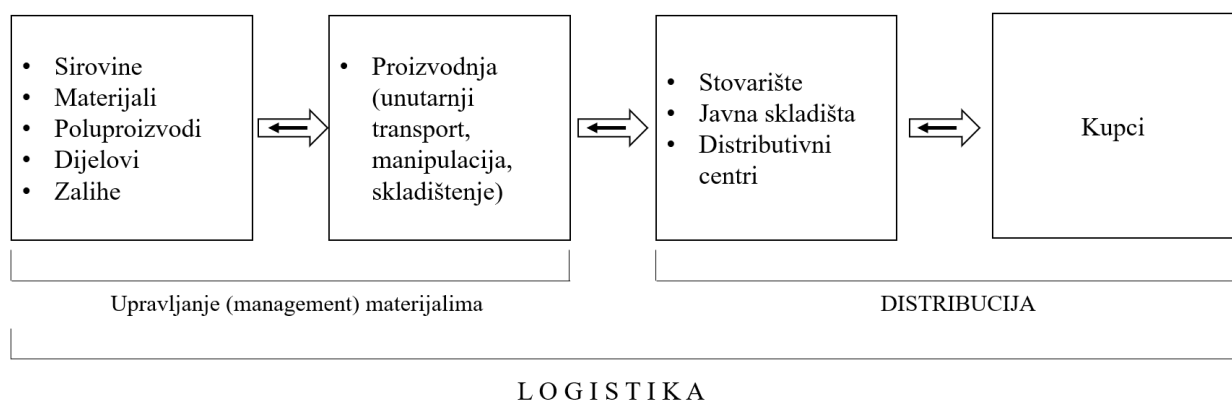 • Sirovine
• Materijali
• Poluproizvodi
• Dijelovi
• Zalihe
• Proizvodnja
(unutarnji
transport,
manipulacija,
skladištenje)
• Stovarište
• Javna skladišta
• Distributivni
centri
Kupci
Upravljanje (management) materijalima
DISTRIBUCIJA
L O G I S T I K A